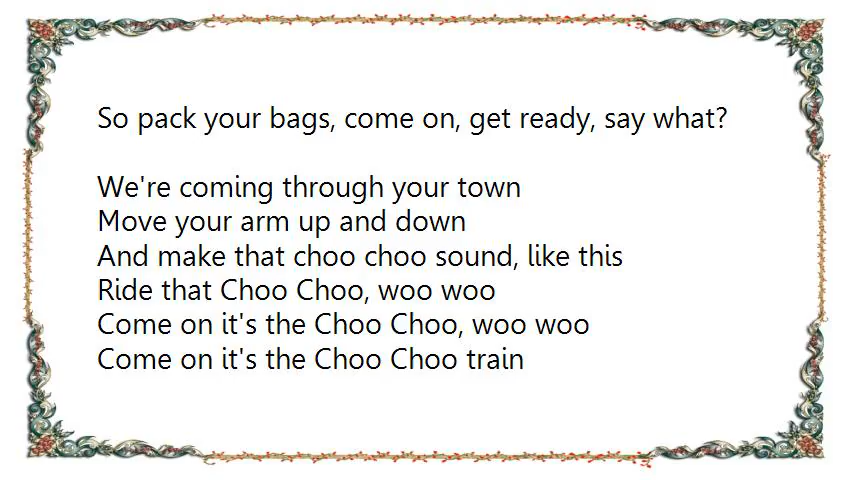 So pack your bags, come on, get ready, say what?
We're coming through your town
Move your arm up and down
And make that choo choo sound, like this
Ride that Choo Choo, woo woo
Come on it's the Choo Choo, woo woo
Come on it's the Choo Choo train